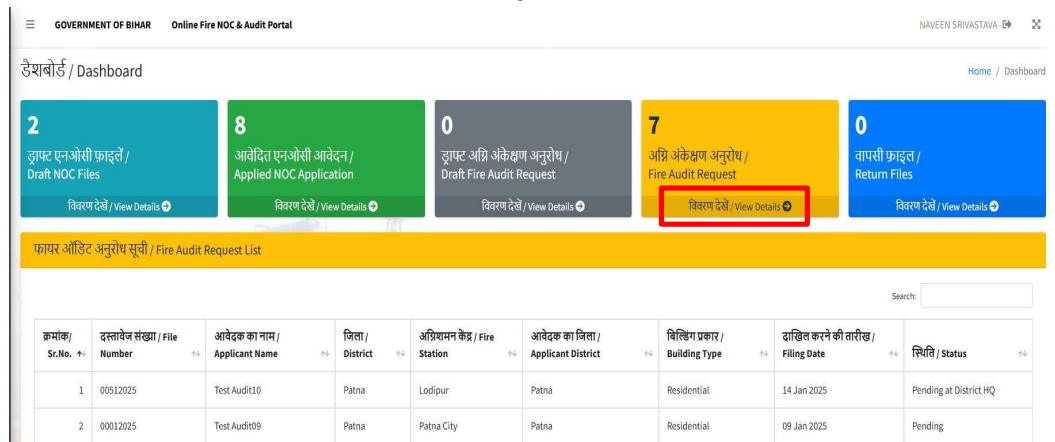 GOVERNMENT OF BIHAR Online Fire NOC & Audit Portal NAVEEN SRIVASTAVA
डैशबोर्ड / Dashboard Home / Dashboard
2 8 0 7 0
ड्राफ्ट एनओसी फ़ाइलें / आवेदित एनओसी आवेदन / ड्राफ्ट अग्नि अंकेक्षण अनुरोध / अग्नि अंकेक्षण अनुरोध / वापसी फ़ाइल /
Draft NOC Files Applied NOC Application Draft Fire Audit Request Fire Audit Request Return Files
विवरण देखें / View Details विवरण देखें / View Details विवरण देखें / View Details विवरण देखें / View Details विवरण देखें / View Details
फायर ऑडिट अनुरोध सूची / Fire Audit Request List
Search:
क्रमांक/ दस्तावेज संख्या / File आवेदक का नाम / जिला / अग्निशमन केंद्र / Fire आवेदक का जिला / बिल्डिंग प्रकार / दाखिल करने की तारीख /
Sr.No. Number Applicant Name District Station Applicant District Building Type Filing Date स्थिति / Status
1 00512025 Test Audit10 Patna Lodipur Patna Residential 14 Jan 2025 Pending at District HQ
2 00012025 Test Audit09 Patna Patna City Patna Residential 09 Jan 2025 Pending